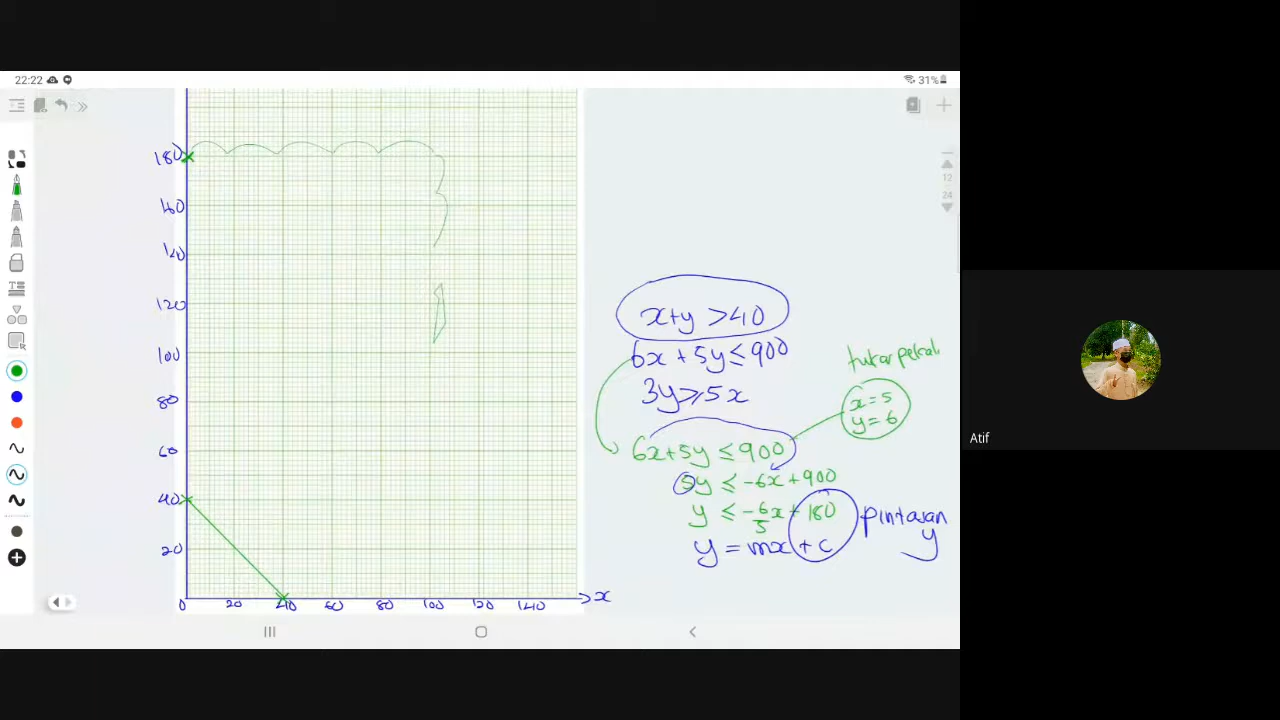 22:22
31%
180
160
140
120
100
80
60
40
20
0 20 40 60 80 100 120 140 x
12
24
x+y >40
6x + 5y ≤ 900
3y ≥ 5x
x = 5
y = 6
6x+5y ≤ 900
5y ≤ -6x + 900
y ≤ -6/5x + 180
y = mx + c
pintasan
y
Atif